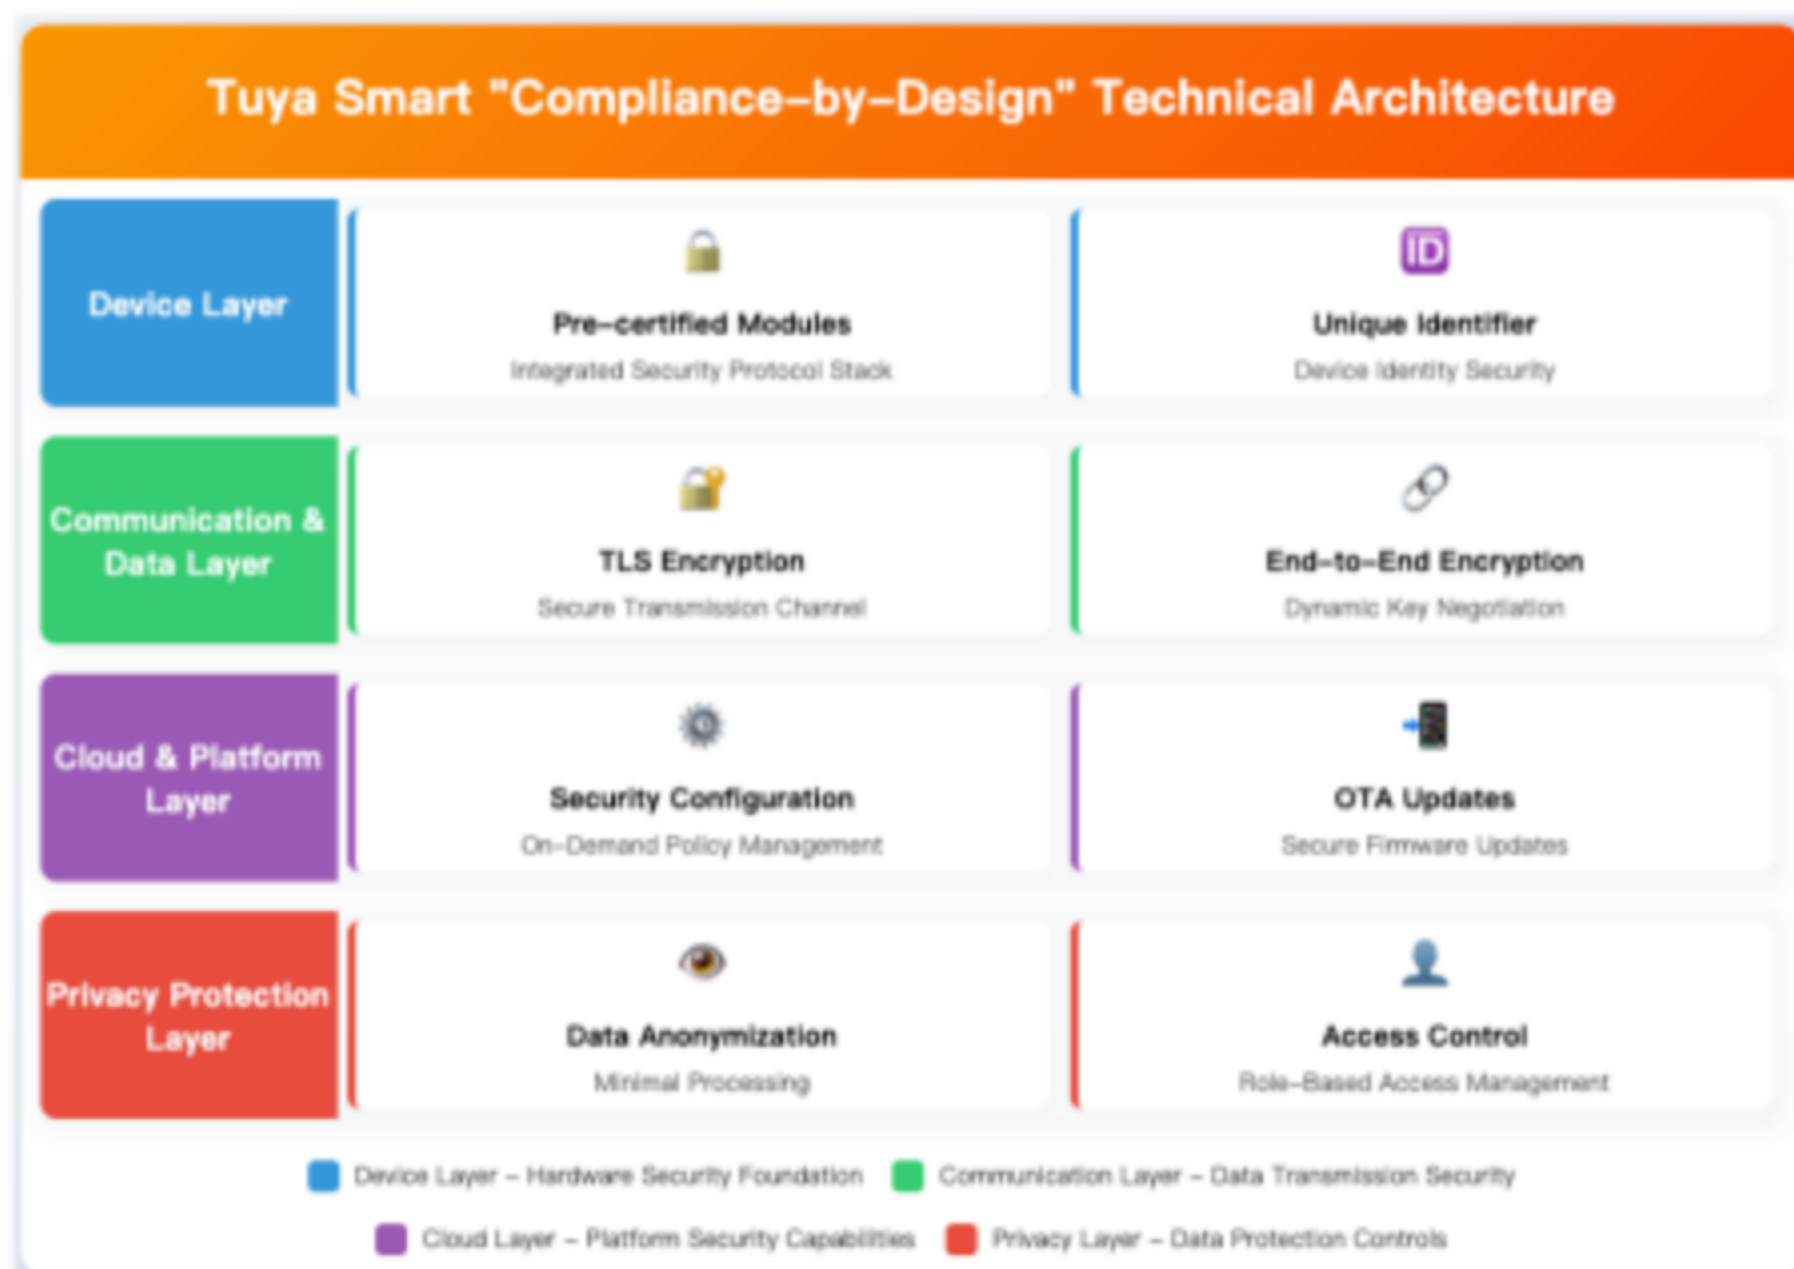 Tuya Smart "Compliance-by-Design" Technical Architecture
Device Layer
Pre-certified Modules
Integrated Security Protocol Stack
ID
Unique Identifier
Device Identity Security
Communication &
Data Layer
TLS Encryption
Secure Transmission Channel
End-to-End Encryption
Dynamic Key Negotiation
Cloud & Platform
Layer
Security Configuration
On-Demand Policy Management
OTA Updates
Secure Firmware Updates
Privacy Protection
Layer
Data Anonymization
Minimal Processing
Access Control
Role-Based Access Management
Device Layer - Hardware Security Foundation
Communication Layer - Data Transmission Security
Cloud Layer - Platform Security Capabilities
Privacy Layer - Data Protection Controls